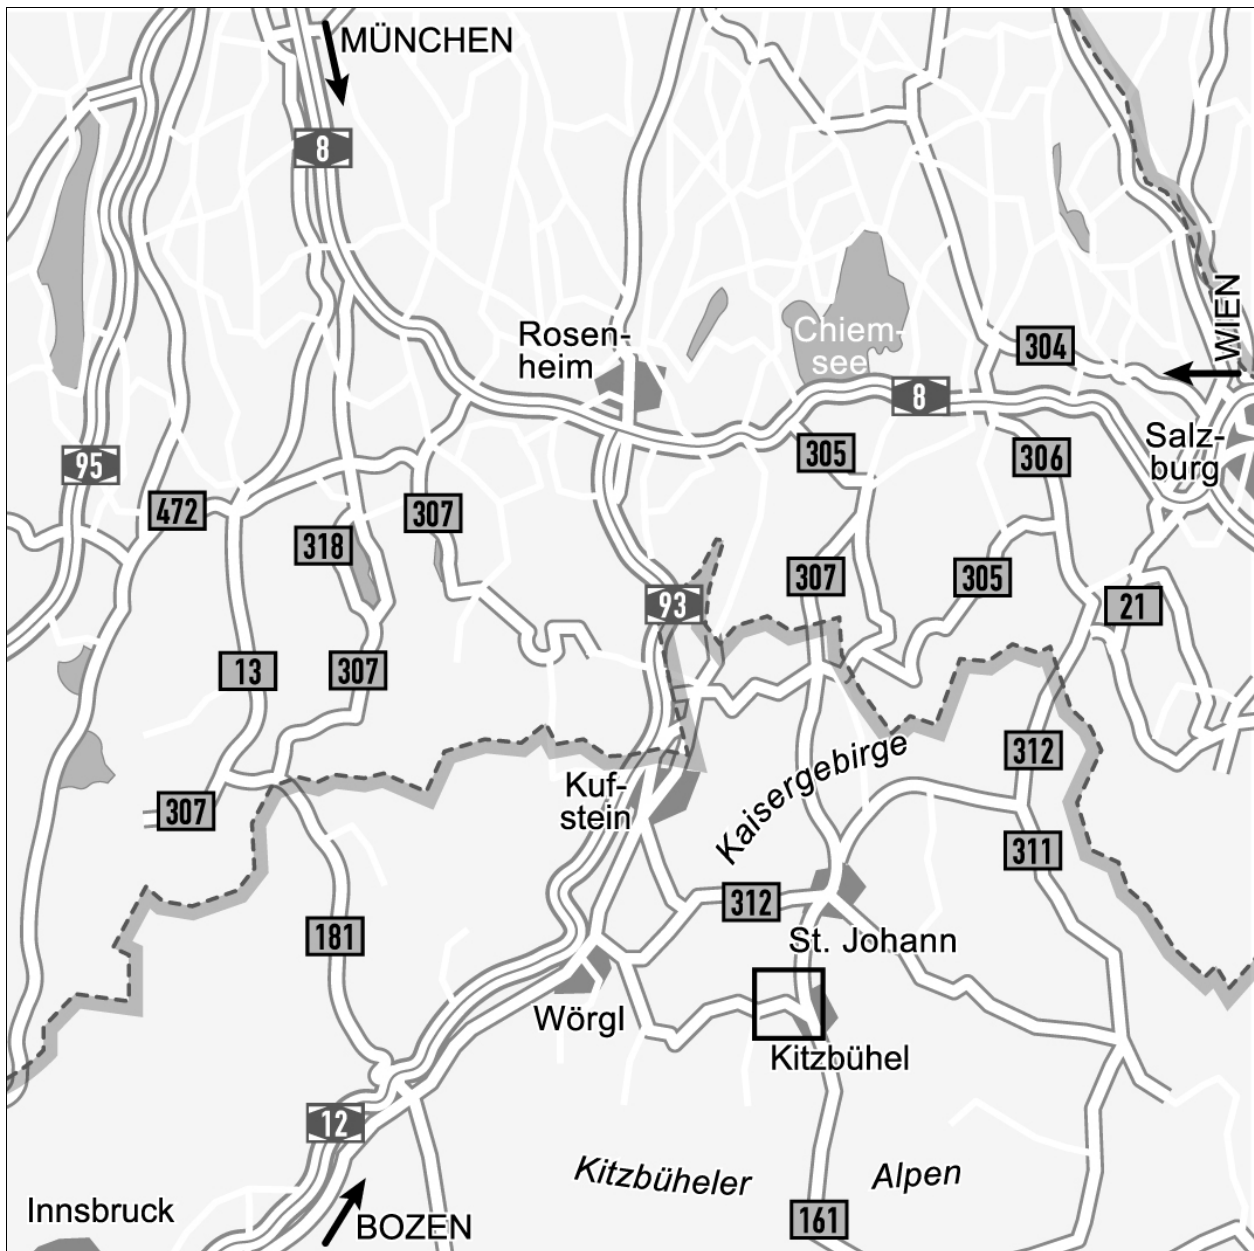 MÜNCHEN
8
WIEN
Rosen-
heim
Chiem-
see
304
8
Salz-
burg
305
306
95
472
307
318
307
305
93
21
13
307
312
Kaisergebirge
Kuf-
stein
307
311
312
181
St. Johann
Wörgl
Kitzbühel
12
Kitzbüheler Alpen
Innsbruck
BOZEN
161